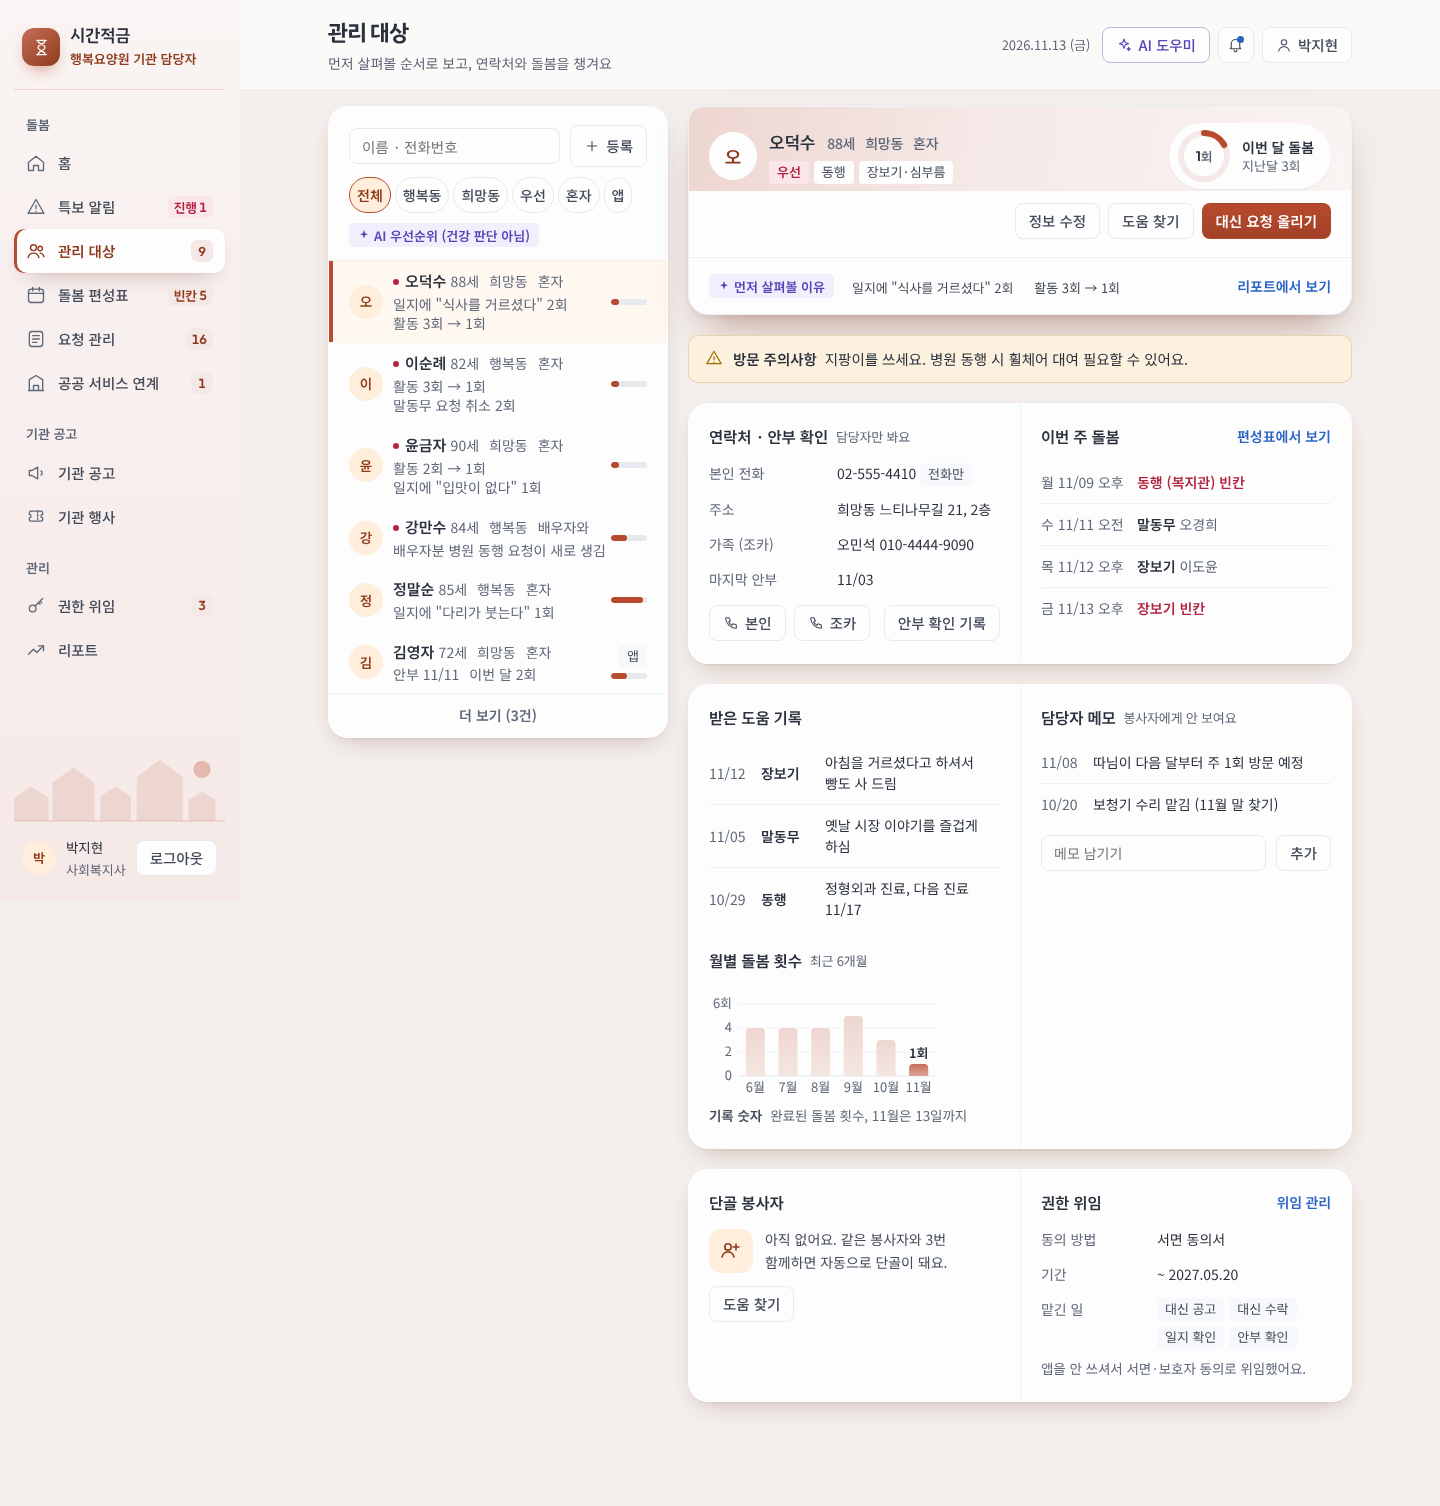 시간적금
행복요양원 기관 담당자
돌봄
홈
특보 알림 진행 1
관리 대상 9
돌봄 편성표 빈칸 5
요청 관리 16
공공 서비스 연계 1
기관 공고
기관 공고
기관 행사
관리
권한 위임 3
리포트
박 박지현
사회복지사
로그아웃
관리 대상
먼저 살펴볼 순서로 보고, 연락처와 돌봄을 챙겨요
2026.11.13 (금) AI 도우미 박지현
이름 · 전화번호 등록
전체 행복동 희망동 우선 혼자 앱
AI 우선순위 (건강 판단 아님)
오 오덕수 88세 희망동 혼자
일지에 "식사를 거르셨다" 2회
활동 3회 → 1회
이 이순례 82세 행복동 혼자
활동 3회 → 1회
말동무 요청 취소 2회
윤 윤금자 90세 희망동 혼자
활동 2회 → 1회
일지에 "입맛이 없다" 1회
강 강만수 84세 행복동 배우자와
배우자분 병원 동행 요청이 새로 생김
정 정말순 85세 행복동 혼자
일지에 "다리가 붓는다" 1회
김 김영자 72세 희망동 혼자 앱
안부 11/11 이번 달 2회
더 보기 (3건)
오 오덕수 88세 희망동 혼자
우선 동행 장보기·심부름
1회 이번 달 돌봄
지난달 3회
정보 수정 도움 찾기 대신 요청 올리기
먼저 살펴볼 이유 일지에 "식사를 거르셨다" 2회 활동 3회 → 1회 리포트에서 보기
방문 주의사항 지팡이를 쓰세요. 병원 동행 시 휠체어 대여 필요할 수 있어요.
연락처 · 안부 확인 담당자만 봐요
본인 전화 02-555-4410 전화만
주소 희망동 느티나무길 21, 2층
가족 (조카) 오민석 010-4444-9090
마지막 안부 11/03
본인 조카 안부 확인 기록
이번 주 돌봄 편성표에서 보기
월 11/09 오후 동행 (복지관) 빈칸
수 11/11 오전 말동무 오경희
목 11/12 오후 장보기 이도윤
금 11/13 오후 장보기 빈칸
받은 도움 기록
11/12 장보기 아침을 거르셨다고 하셔서
빵도 사 드림
11/05 말동무 옛날 시장 이야기를 즐겁게
하심
10/29 동행 정형외과 진료, 다음 진료
11/17
월별 돌봄 횟수 최근 6개월
6회
4
2
0
1회
6월 7월 8월 9월 10월 11월
기록 숫자 완료된 돌봄 횟수, 11월은 13일까지
담당자 메모 봉사자에게 안 보여요
11/08 따님이 다음 달부터 주 1회 방문 예정
10/20 보청기 수리 맡김 (11월 말 찾기)
메모 남기기 추가
단골 봉사자
아직 없어요. 같은 봉사자와 3번
함께하면 자동으로 단골이 돼요.
도움 찾기
권한 위임 위임 관리
동의 방법 서면 동의서
기간 ~ 2027.05.20
맡긴 일 대신 공고 대신 수락
일지 확인 안부 확인
앱을 안 쓰셔서 서면·보호자 동의로 위임했어요.